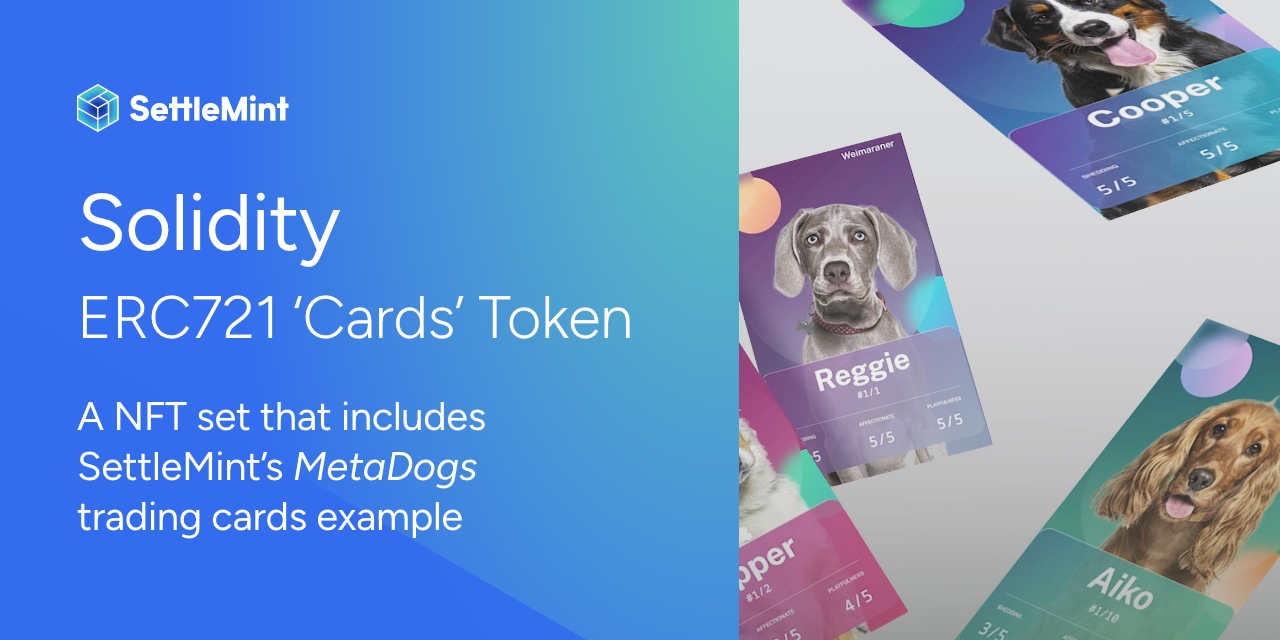 SettleMint
Solidity
ERC721 ‘Cards’ Token
A NFT set that includes
SettleMint’s MetaDogs
trading cards example
Cooper
#1/5
SHEDDING
AFFECTIONATE
5/5
5/5
Weimaraner
Reggie
#1/1
AFFECTIONATE
PLAYFULNESS
5/5
5/5
#1/2
AFFECTIONATE
PLAYFULNESS
4/5
Aiko
#1/10
SHEDDING
AFFECTIONATE
3/5